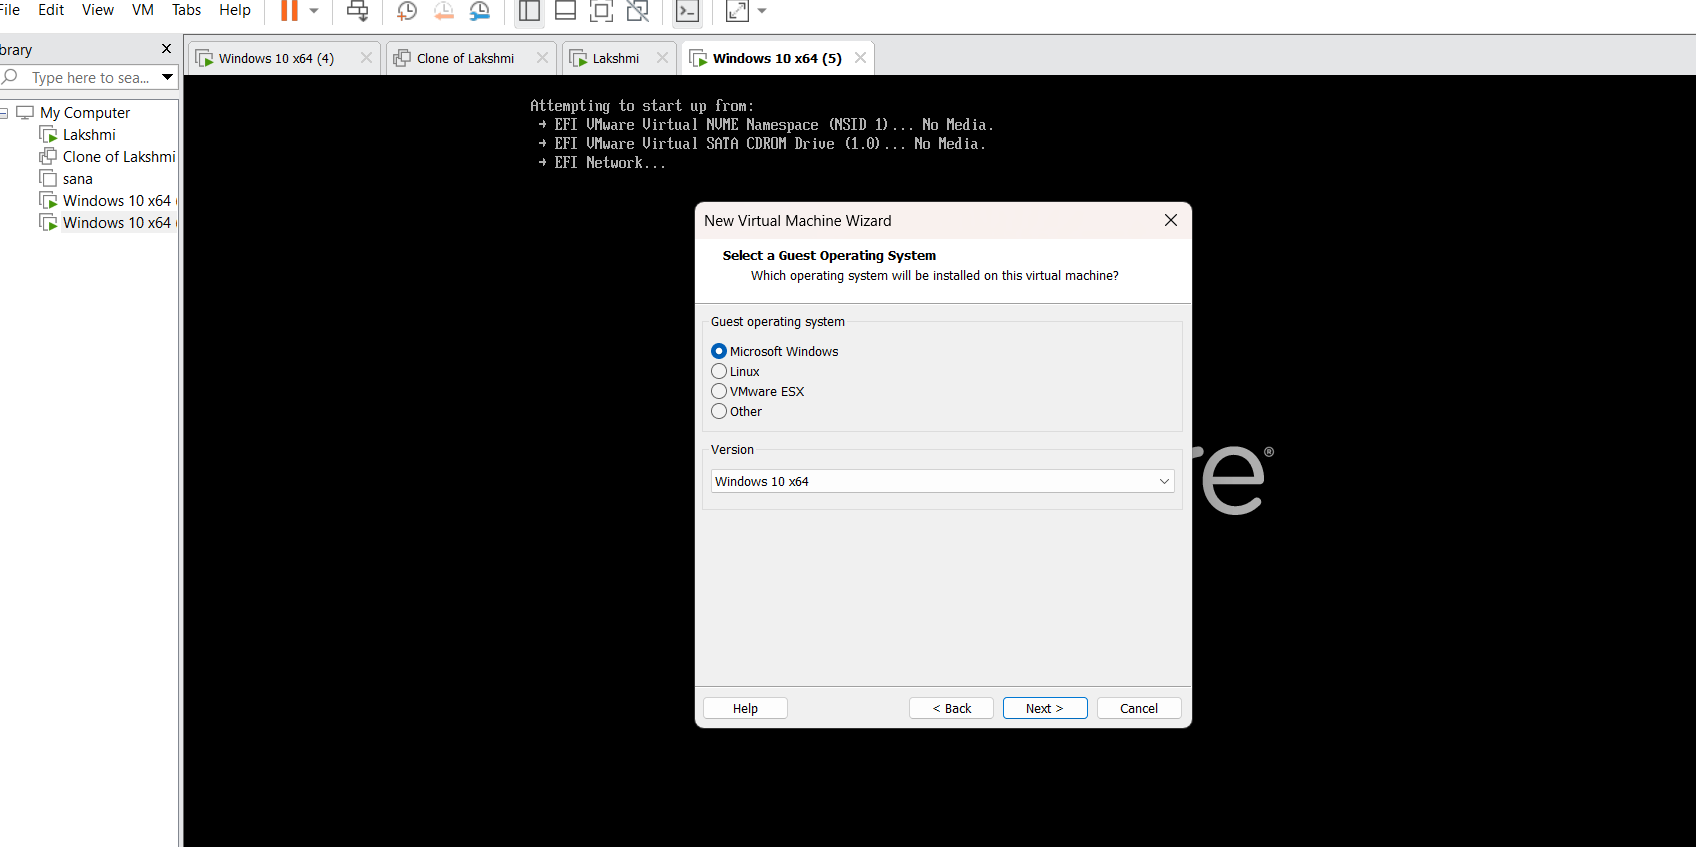 File Edit View VM Tabs Help
brary
Type here to sea...
My Computer
Lakshmi
Clone of Lakshmi
sana
Windows 10 x64 (
Windows 10 x64 (
Windows 10 x64 (4)
Clone of Lakshmi
Lakshmi
Windows 10 x64 (5)
Attempting to start up from:
→ EFI VMware Virtual NVME Namespace (NSID 1)... No Media.
→ EFI VMware Virtual SATA CDROM Drive (1.0)... No Media.
→ EFI Network...
New Virtual Machine Wizard
Select a Guest Operating System
Which operating system will be installed on this virtual machine?
Guest operating system
Microsoft Windows
Linux
VMware ESX
Other
Version
Windows 10 x64
re®
Help
< Back
Next >
Cancel